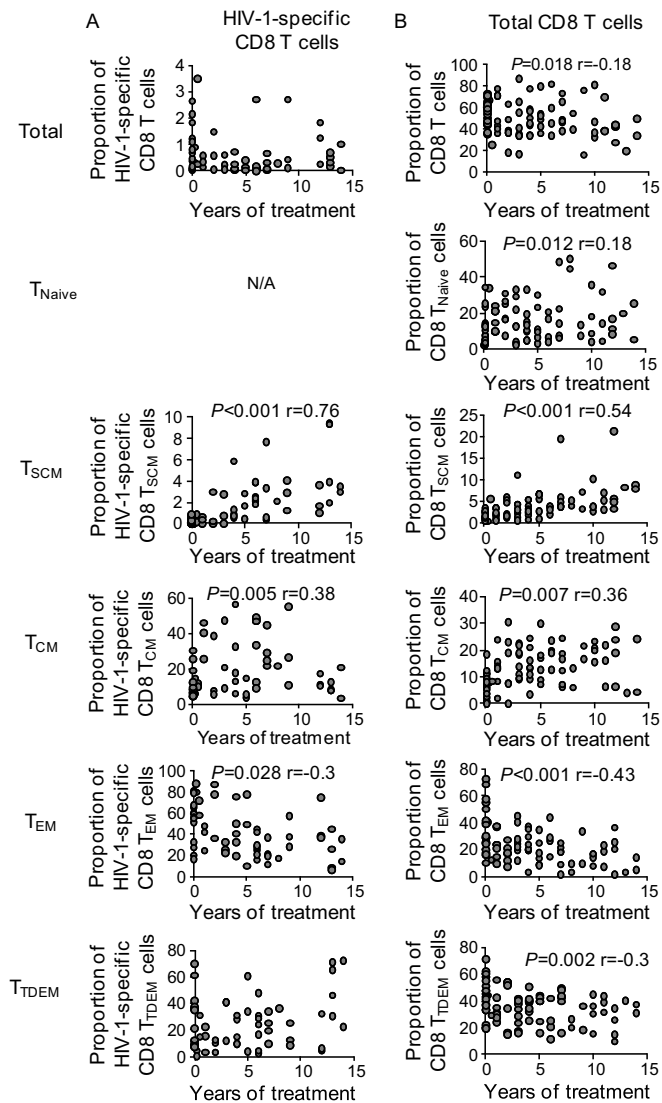 A
HIV-1-specific
CD8 T cells
B
Total CD8 T cells
Total
Proportion of
HIV-1-specific
CD8 T cells
4
3
2
1
0
0 5 10 15
Years of treatment
Proportion of
CD8 T cells
P=0.018 r=-0.18
100
80
60
40
20
0
0 5 10 15
Years of treatment
TNaive
N/A
Proportion of
CD8 TNaive cells
P=0.012 r=0.18
60
40
20
0
0 5 10 15
Years of treatment
TSCM
Proportion of
HIV-1-specific
CD8 TSCM cells
P<0.001 r=0.76
10
8
6
4
2
0
0 5 10 15
Years of treatment
Proportion of
CD8 TSCM cells
P<0.001 r=0.54
25
20
15
10
5
0
0 5 10 15
Years of treatment
TCM
Proportion of
HIV-1-specific
CD8 TCM cells
P=0.005 r=0.38
60
40
20
0
0 5 10 15
Years of treatment
Proportion of
CD8 TCM cells
P=0.007 r=0.36
40
30
20
10
0
0 5 10 15
Years of treatment
TEM
Proportion of
HIV-1-specific
CD8 TEM cells
P=0.028 r=-0.3
100
80
60
40
20
0
0 5 10 15
Years of treatment
Proportion of
CD8 TEM cells
P<0.001 r=-0.43
80
60
40
20
0
0 5 10 15
Years of treatment
TTDEM
Proportion of
HIV-1-specific
CD8 TTDEM cells
80
60
40
20
0
0 5 10 15
Years of treatment
Proportion of
CD8 TTDEM cells
P=0.002 r=-0.3
80
60
40
20
0
0 5 10 15
Years of treatment